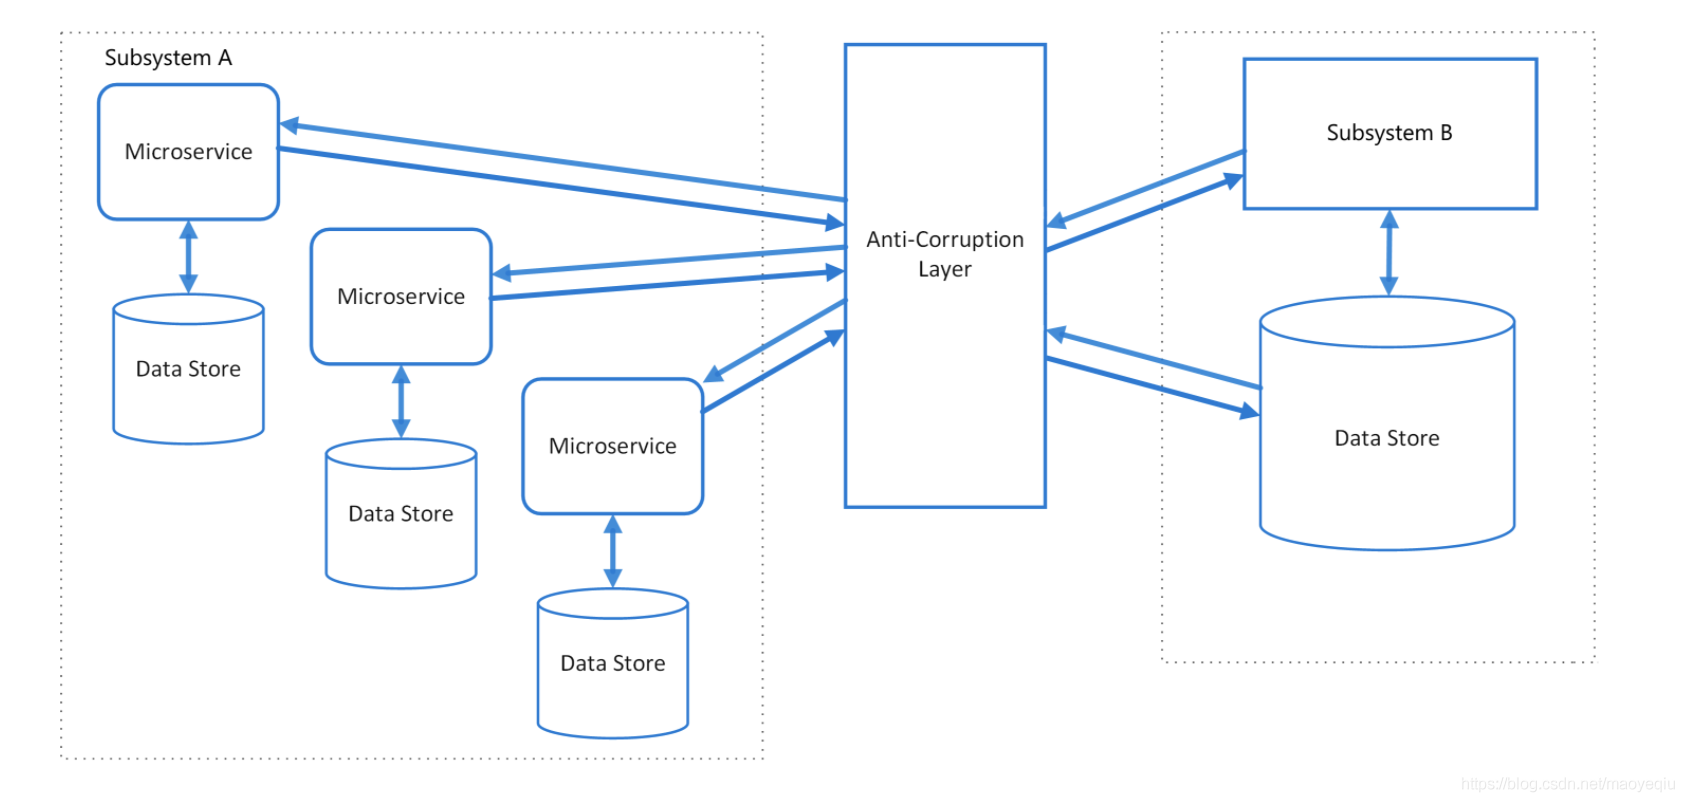 Subsystem A
Microservice
Data Store
Microservice
Data Store
Microservice
Data Store
Anti-Corruption
Layer
Subsystem B
Data Store
https://blog.csdn.net/maoyeqiu